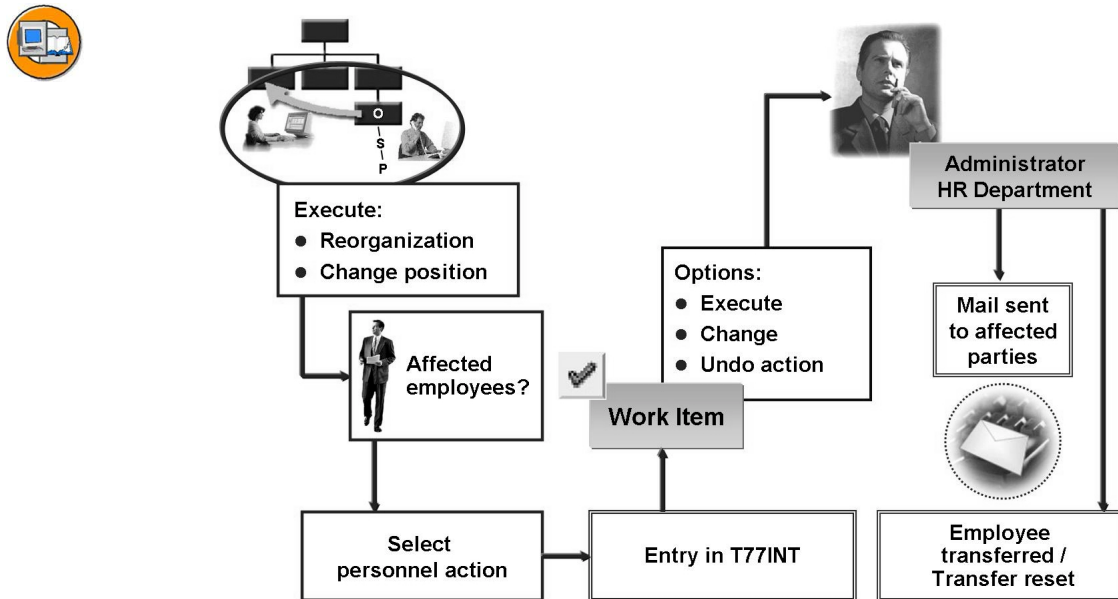 O
S
P
Execute:
● Reorganization
● Change position
Affected
employees?
Select
personnel action
Entry in T77INT
Work Item
Options:
● Execute
● Change
● Undo action
Administrator
HR Department
Mail sent
to affected
parties
Employee
transferred /
Transfer reset